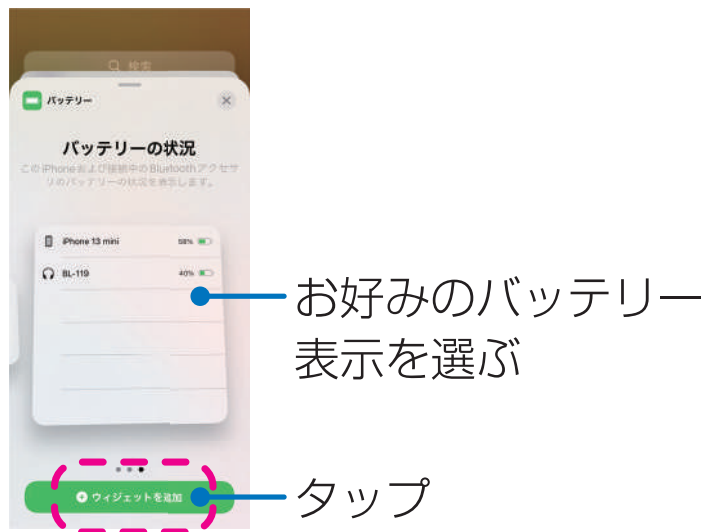 検索
バッテリー
バッテリーの状況
このiPhoneおよび接続中のBluetoothアクセサ
リのバッテリーの状況を表示します。
iPhone 13 mini 58%
BL-119 40%
お好みのバッテリー
表示を選ぶ
ウィジェットを追加
タップ